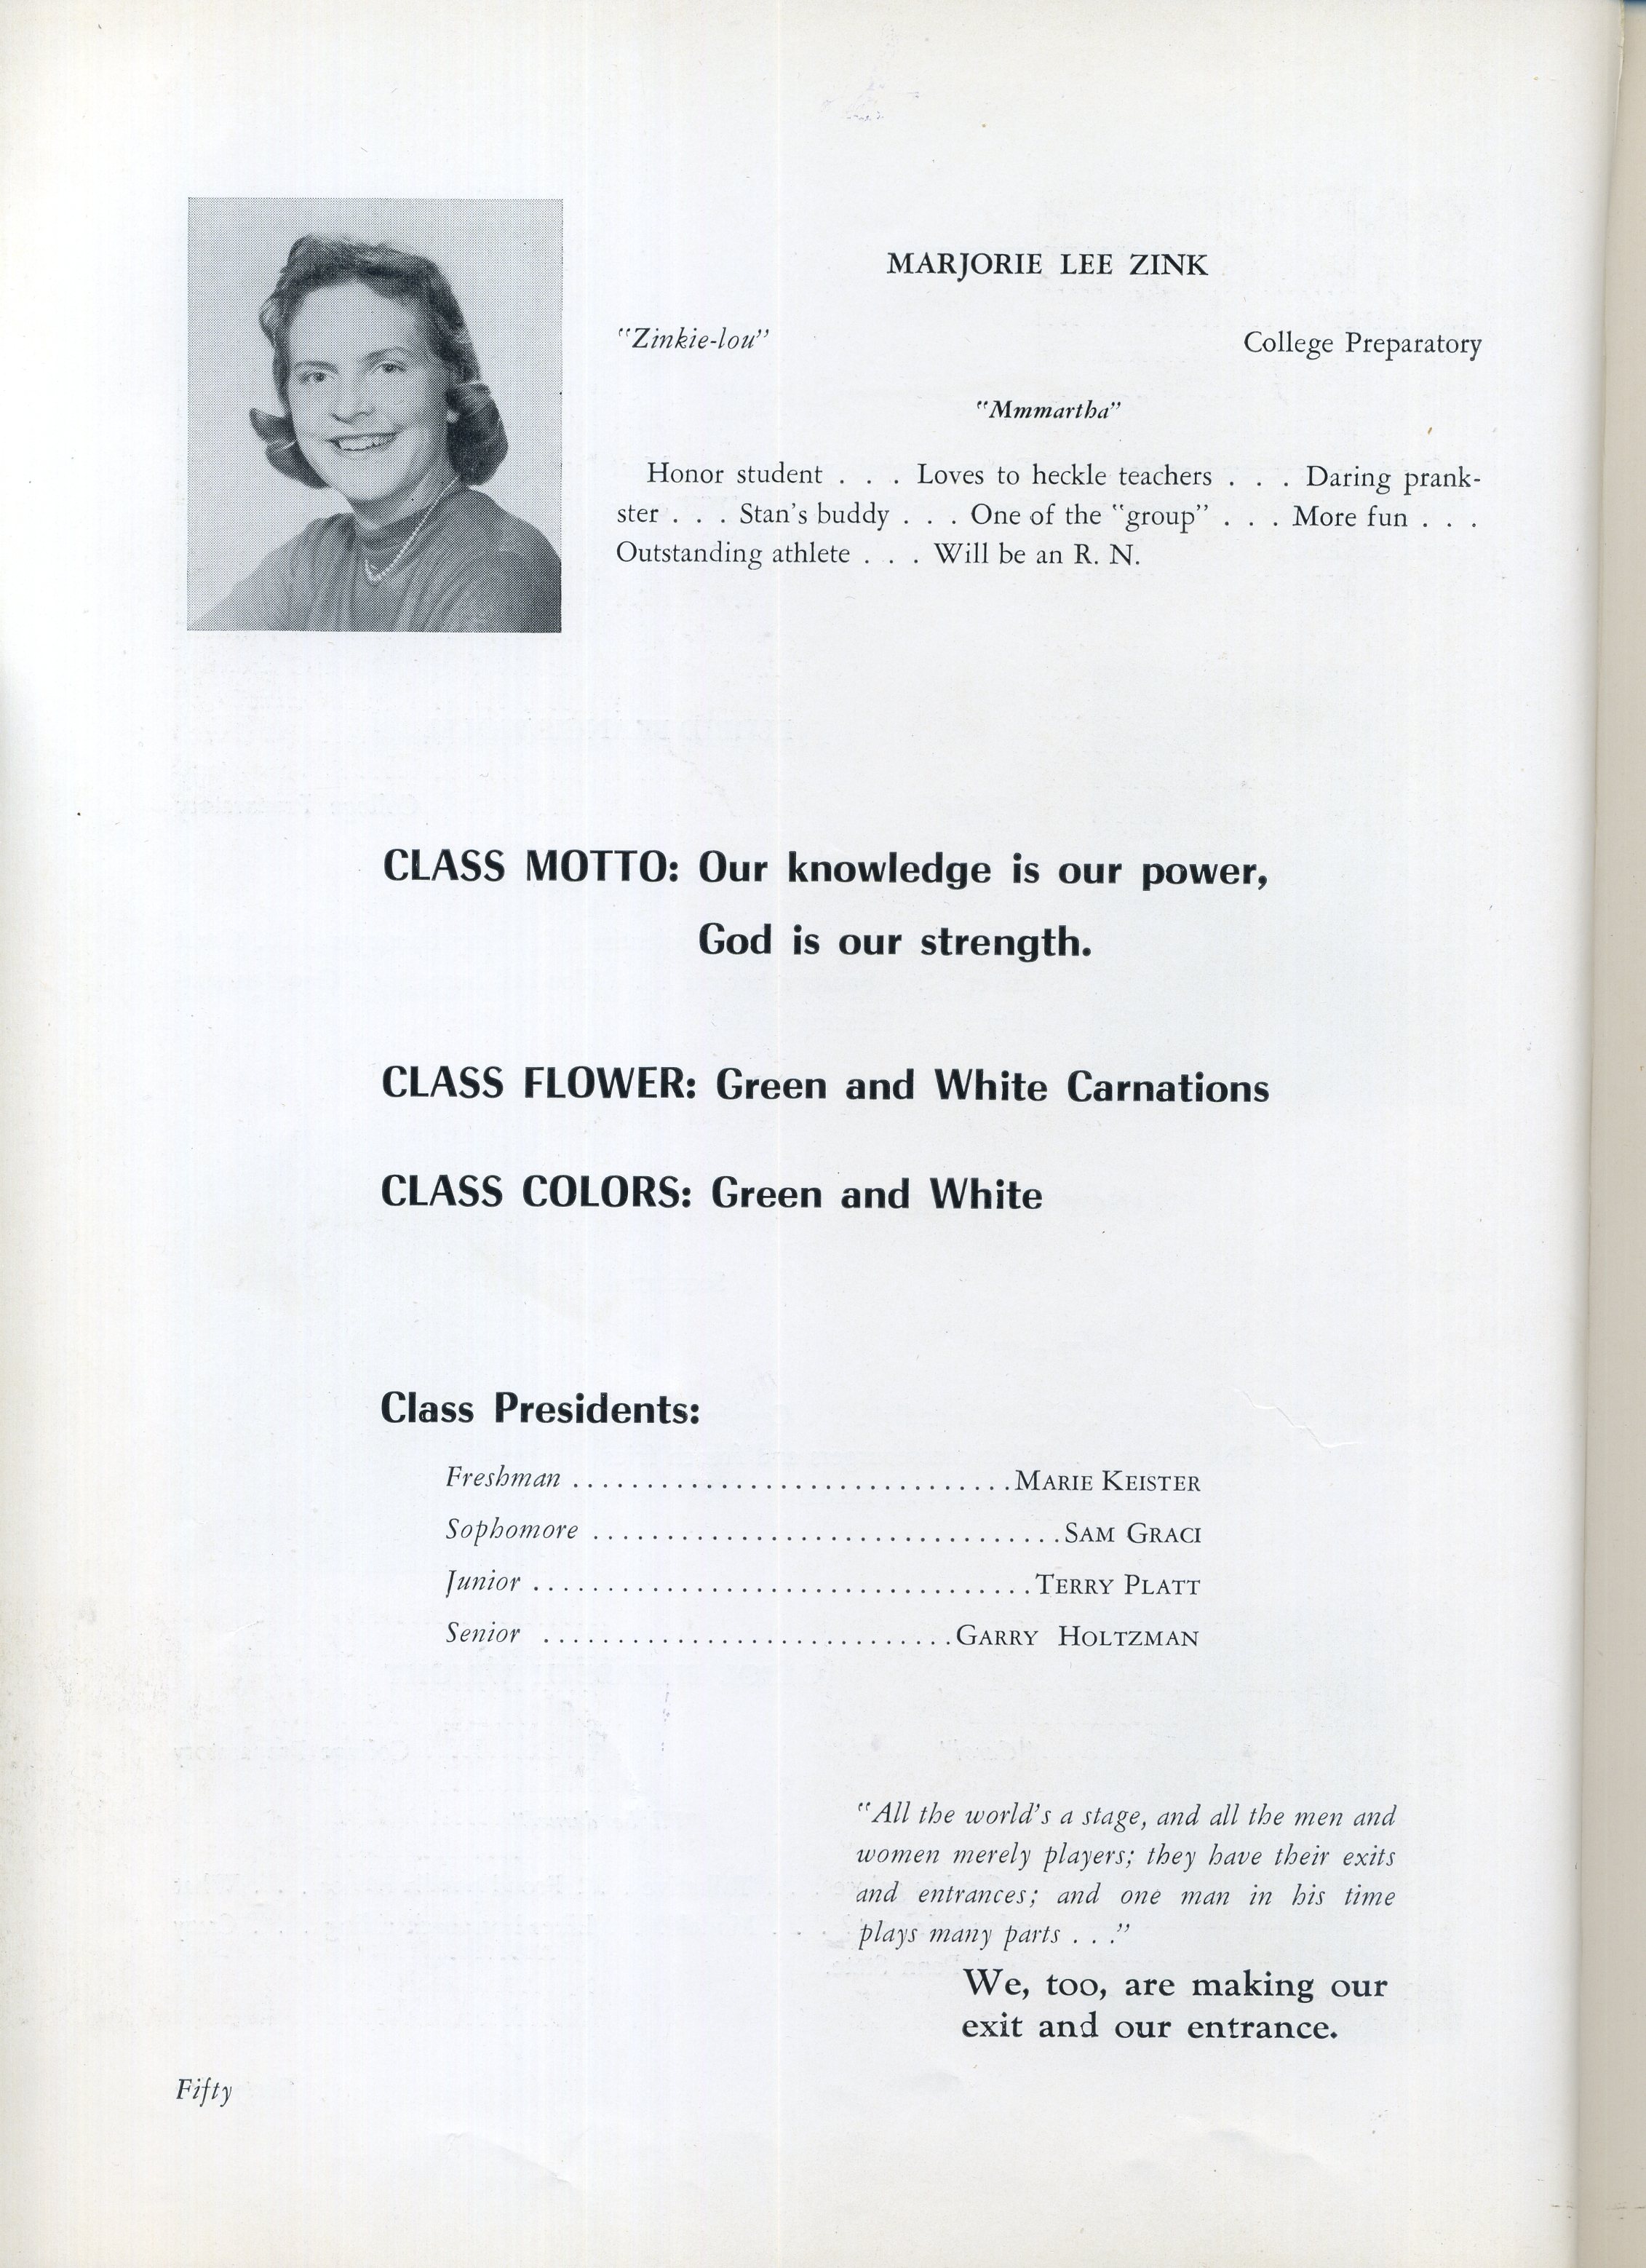 MARJORIE LEE ZINK
"Zinkie-lou" College Preparatory
"Mmmartha"
Honor student . . . Loves to heckle teachers . . . Daring prank-
ster . . . Stan's buddy . . . One of the "group" . . . More fun . . .
Outstanding athlete . . . Will be an R. N.
CLASS MOTTO: Our knowledge is our power,
God is our strength.
CLASS FLOWER: Green and White Carnations
CLASS COLORS: Green and White
Class Presidents:
Freshman ..............................MARIE KEISTER
Sophomore ................................SAM GRACI
Junior ..................................TERRY PLATT
Senior ............................GARRY HOLTZMAN
"All the world's a stage, and all the men and
women merely players; they have their exits
and entrances; and one man in his time
plays many parts . . ."
We, too, are making our
exit and our entrance.
Fifty